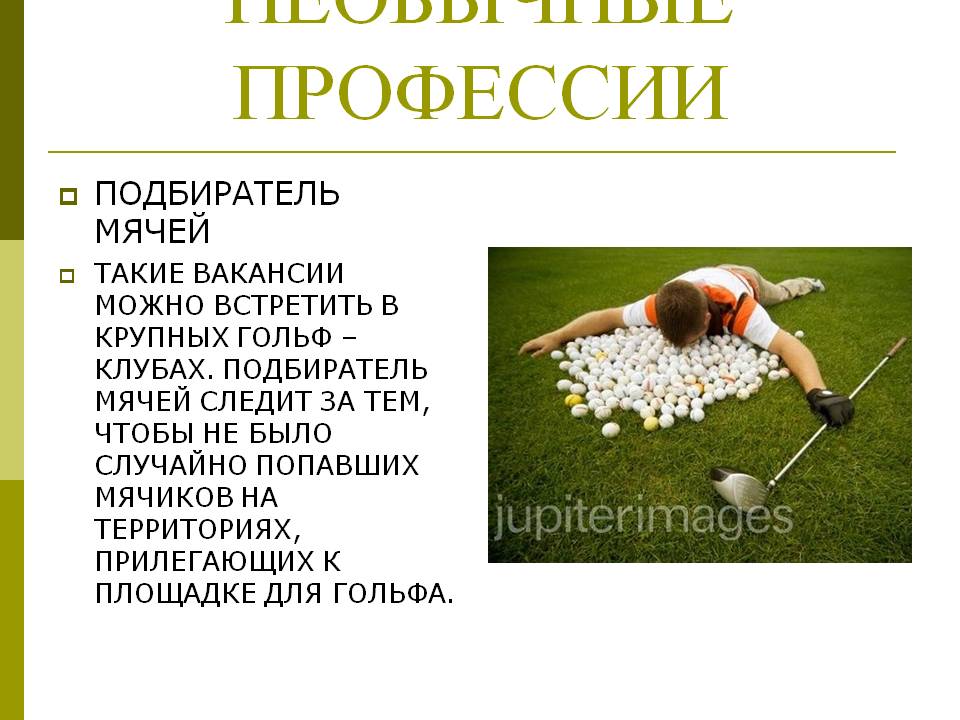 НЕОБЫЧНЫЕ
ПРОФЕССИИ
ПОДБИРАТЕЛЬ
МЯЧЕЙ
ТАКИЕ ВАКАНСИИ
МОЖНО ВСТРЕТИТЬ В
КРУПНЫХ ГОЛЬФ –
КЛУБАХ. ПОДБИРАТЕЛЬ
МЯЧЕЙ СЛЕДИТ ЗА ТЕМ,
ЧТОБЫ НЕ БЫЛО
СЛУЧАЙНО ПОПАВШИХ
МЯЧИКОВ НА
ТЕРРИТОРИЯХ,
ПРИЛЕГАЮЩИХ К
ПЛОЩАДКЕ ДЛЯ ГОЛЬФА.
jupiterimages